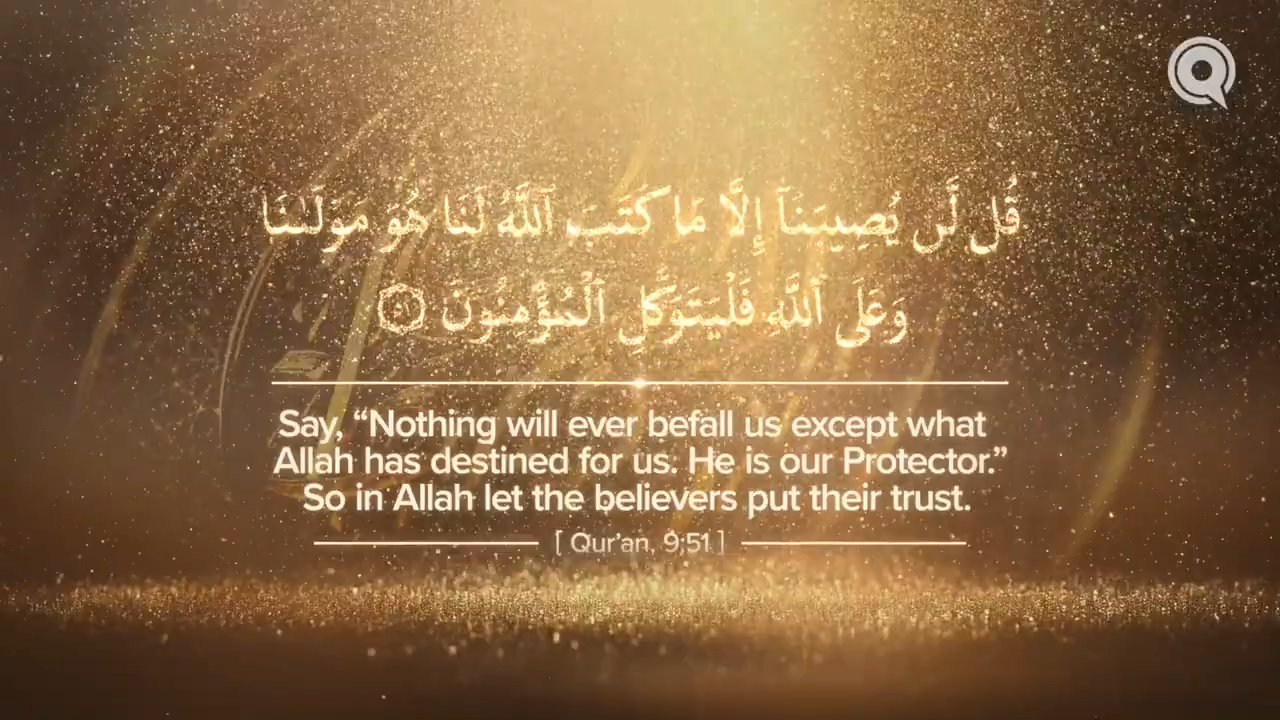 قُل لَّن يُصِيبَنَآ إِلَّا مَا كَتَبَ ٱللَّهُ لَنَا هُوَ مَوْلَىٰنَا
وَعَلَى ٱللَّهِ فَلْيَتَوَكَّلِ ٱلْمُؤْمِنُونَ
Say, “Nothing will ever befall us except what
Allah has destined for us. He is our Protector.”
So in Allah let the believers put their trust.
[ Qur’an, 9:51 ]